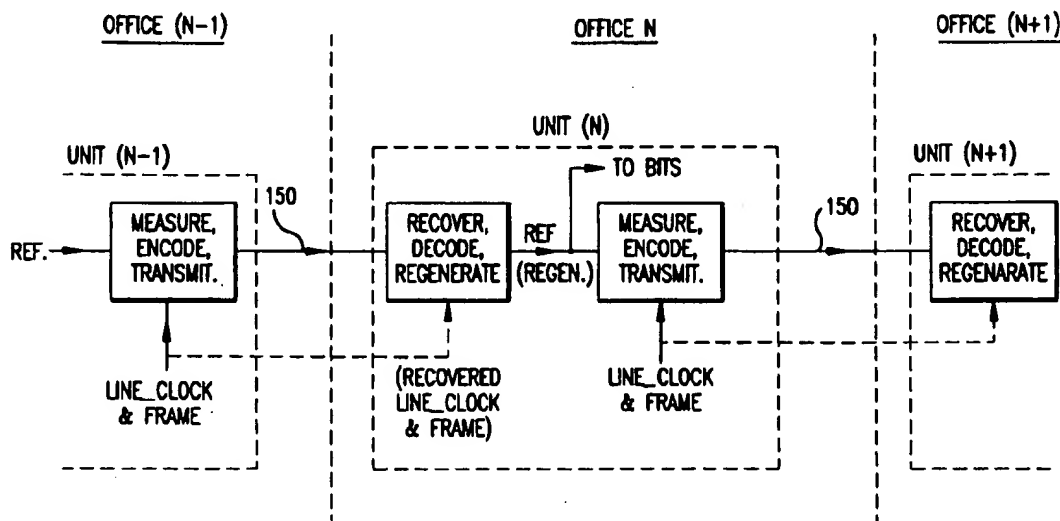 OFFICE (N-1)
OFFICE N
OFFICE (N+1)
UNIT (N-1)
UNIT (N)
UNIT (N+1)
TO BITS
150
150
REF.
MEASURE,
ENCODE,
TRANSMIT.
RECOVER,
DECODE,
REGENERATE
REF
(REGEN.)
MEASURE,
ENCODE,
TRANSMIT.
RECOVER,
DECODE,
REGENARATE
LINE_CLOCK
& FRAME
(RECOVERED
LINE_CLOCK
& FRAME)
LINE_CLOCK
& FRAME